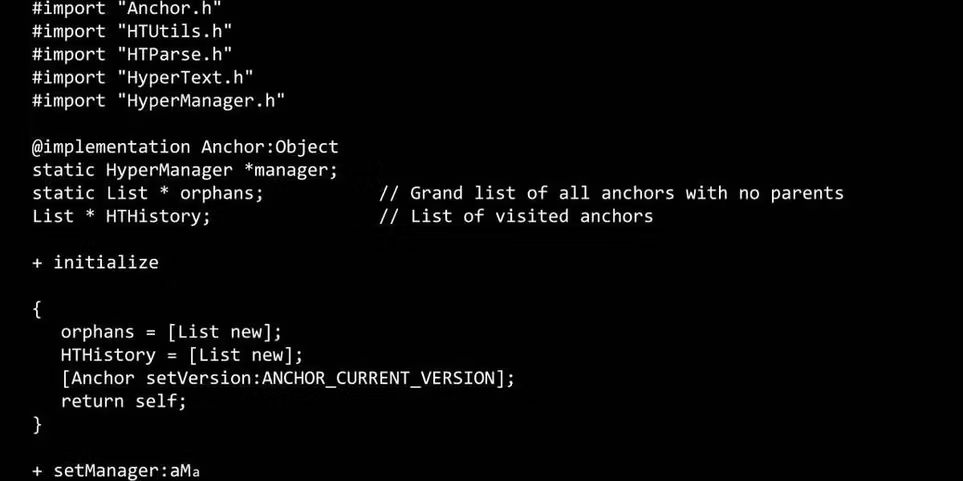 #import "Anchor.h"
#import "HTUtils.h"
#import "HTParse.h"
#import "HyperText.h"
#import "HyperManager.h"
@implementation Anchor:Object
static HyperManager *manager;
static List * orphans; // Grand list of all anchors with no parents
List * HTHistory; // List of visited anchors
+ initialize
{
orphans = [List new];
HTHistory = [List new];
[Anchor setVersion:ANCHOR_CURRENT_VERSION];
return self;
}
+ setManager:aMa